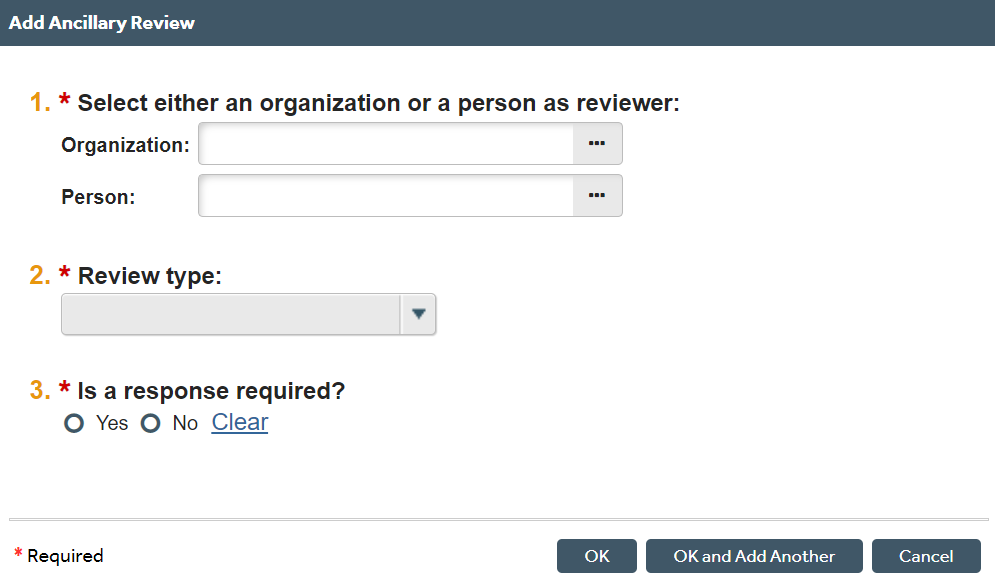 Add Ancillary Review
1. * Select either an organization or a person as reviewer:
Organization: ...
Person: ...
2. * Review type:
3. * Is a response required?
Yes No Clear
* Required OK OK and Add Another Cancel